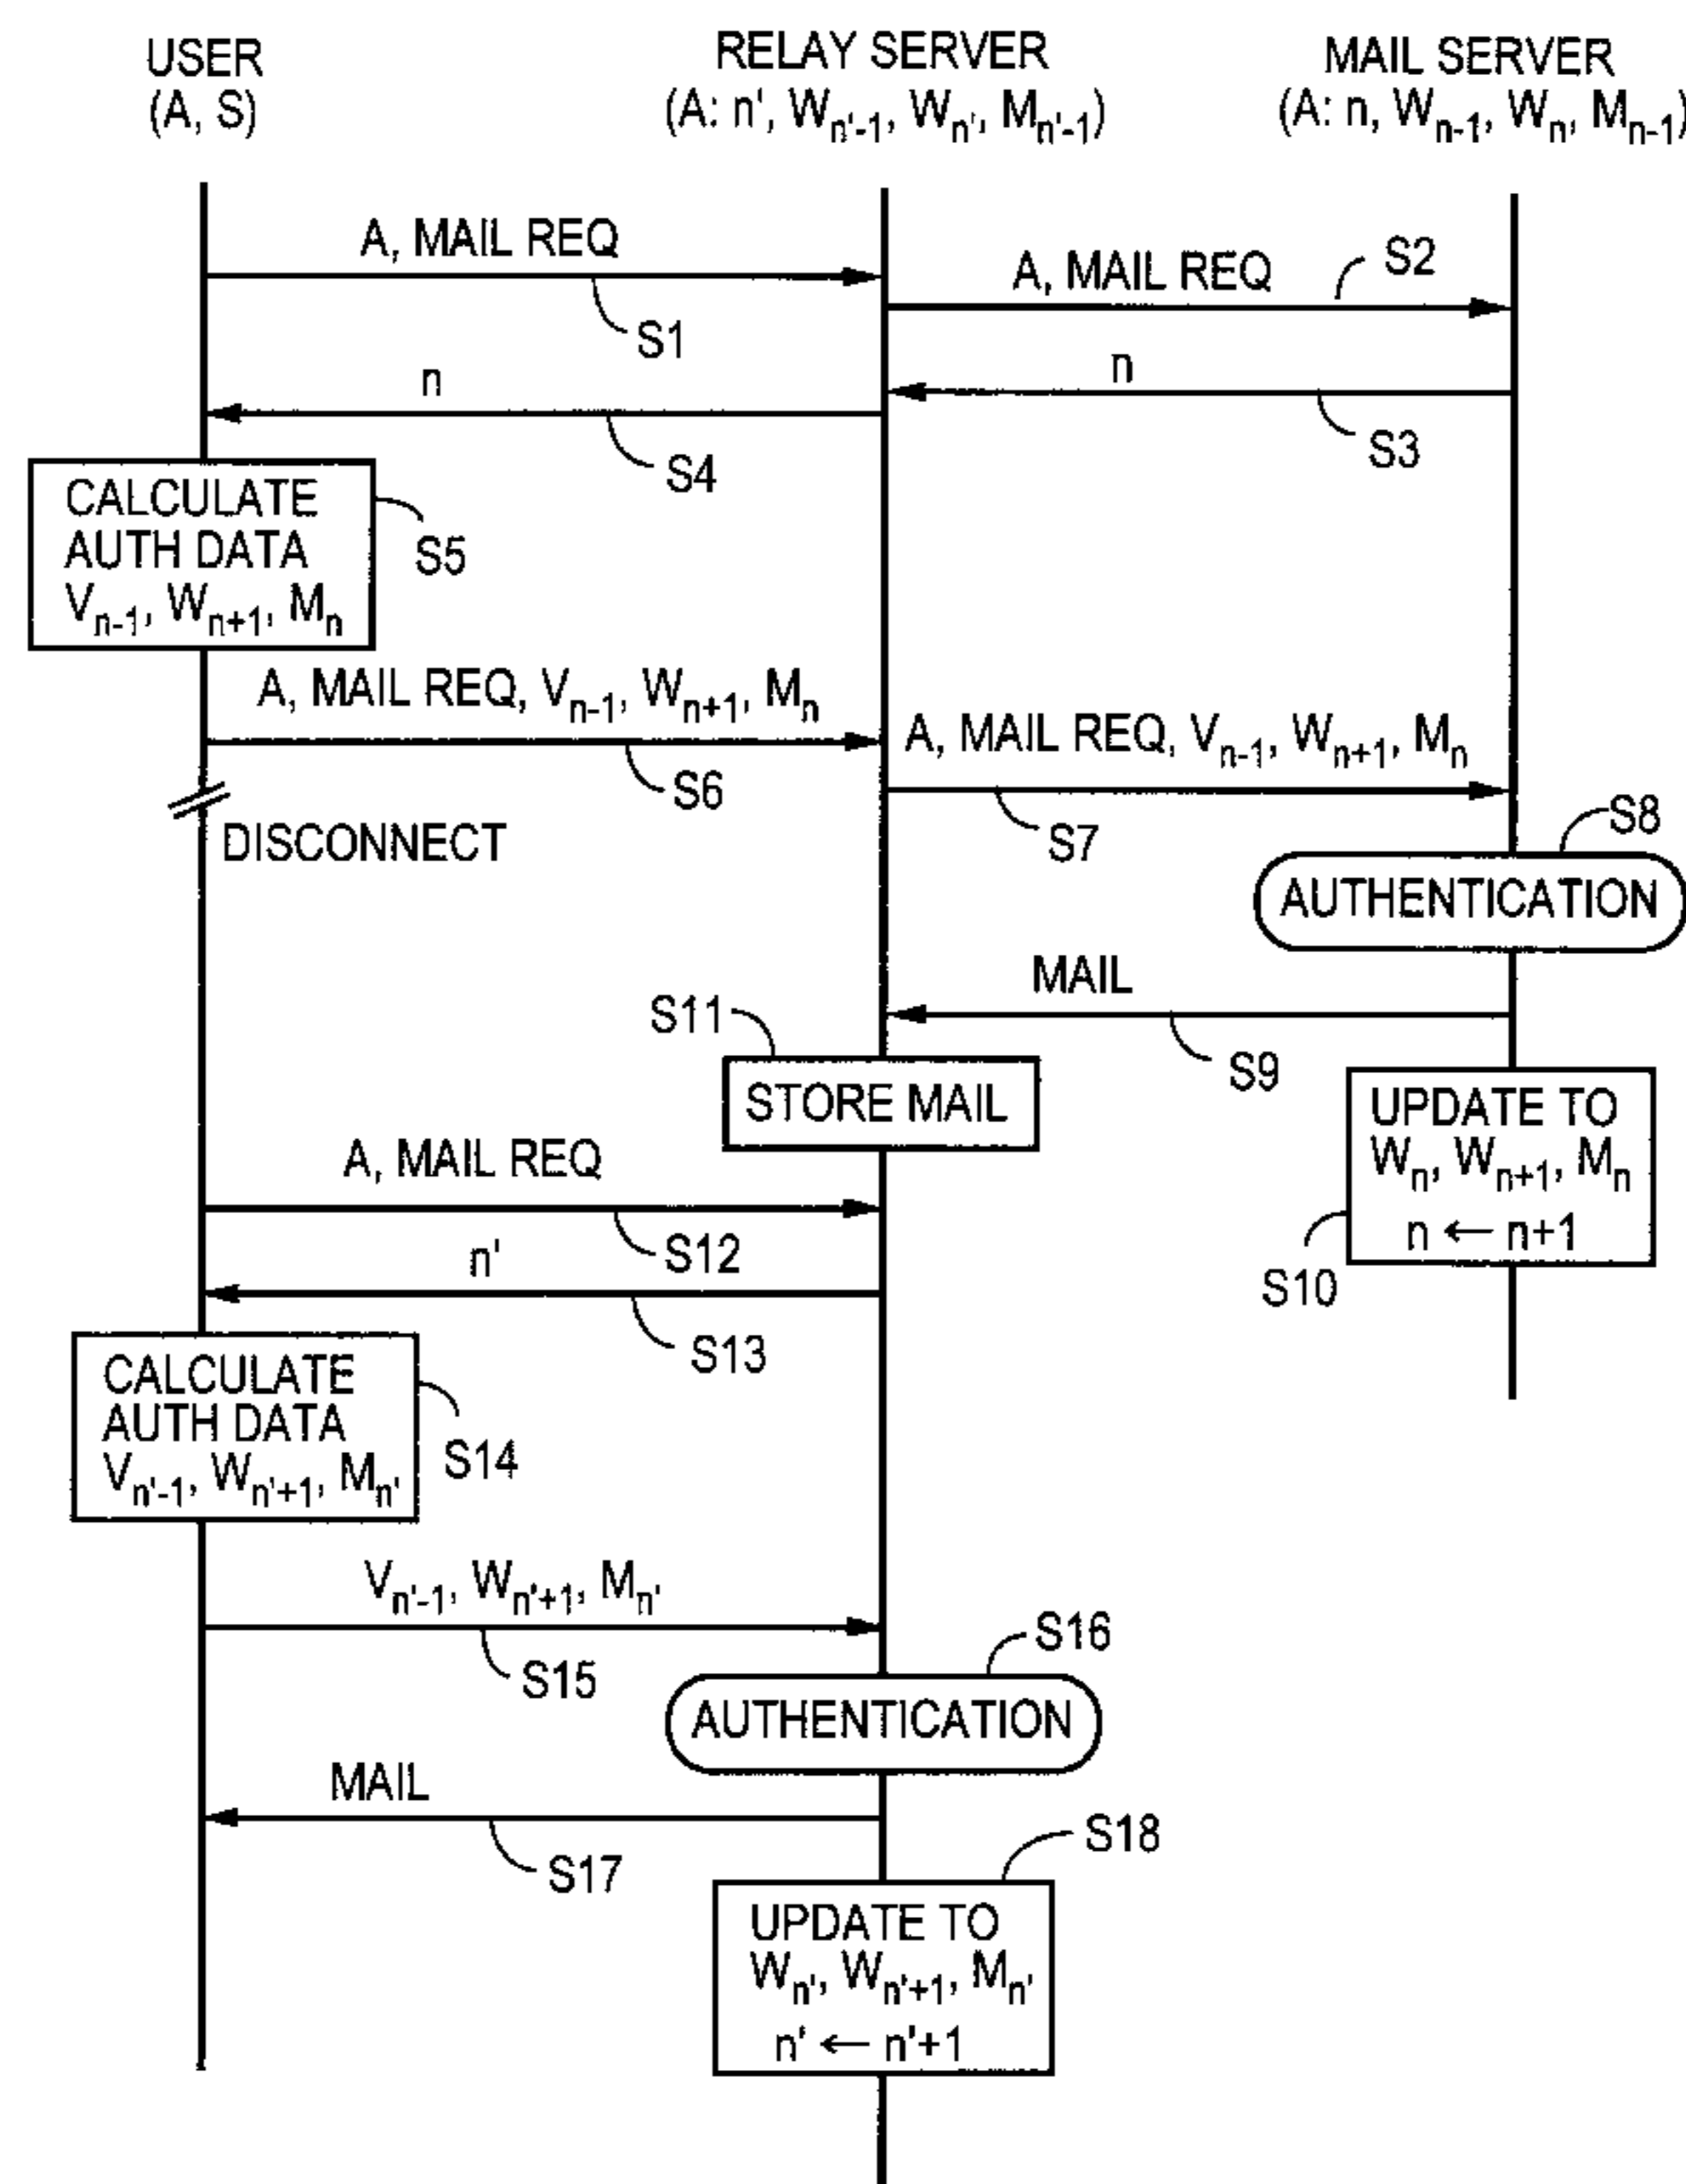 USER
(A, S)
RELAY SERVER
(A: n', Wn'-1, Wn', Mn'-1)
MAIL SERVER
(A: n, Wn-1, Wn, Mn-1)
A, MAIL REQ
S1
A, MAIL REQ
S2
n
S3
n
S4
CALCULATE
AUTH DATA
Vn-1, Wn+1, Mn
S5
A, MAIL REQ, Vn-1, Wn+1, Mn
S6
A, MAIL REQ, Vn-1, Wn+1, Mn
S7
DISCONNECT
S8
AUTHENTICATION
MAIL
S9
S11
STORE MAIL
UPDATE TO
Wn, Wn+1, Mn
n ← n+1
S10
A, MAIL REQ
S12
n'
S13
CALCULATE
AUTH DATA
Vn'-1, Wn'+1, Mn'
S14
Vn'-1, Wn'+1, Mn'
S15
S16
AUTHENTICATION
MAIL
S17
S18
UPDATE TO
Wn', Wn'+1, Mn'
n' ← n'+1